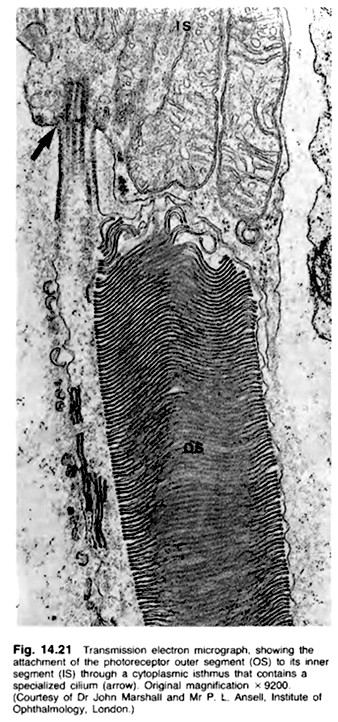 IS
OS
Fig. 14.21 Transmission electron micrograph, showing the
attachment of the photoreceptor outer segment (OS) to its inner
segment (IS) through a cytoplasmic isthmus that contains a
specialized cilium (arrow). Original magnification × 9200.
(Courtesy of Dr John Marshall and Mr P. L. Ansell, Institute of
Ophthalmology, London.)